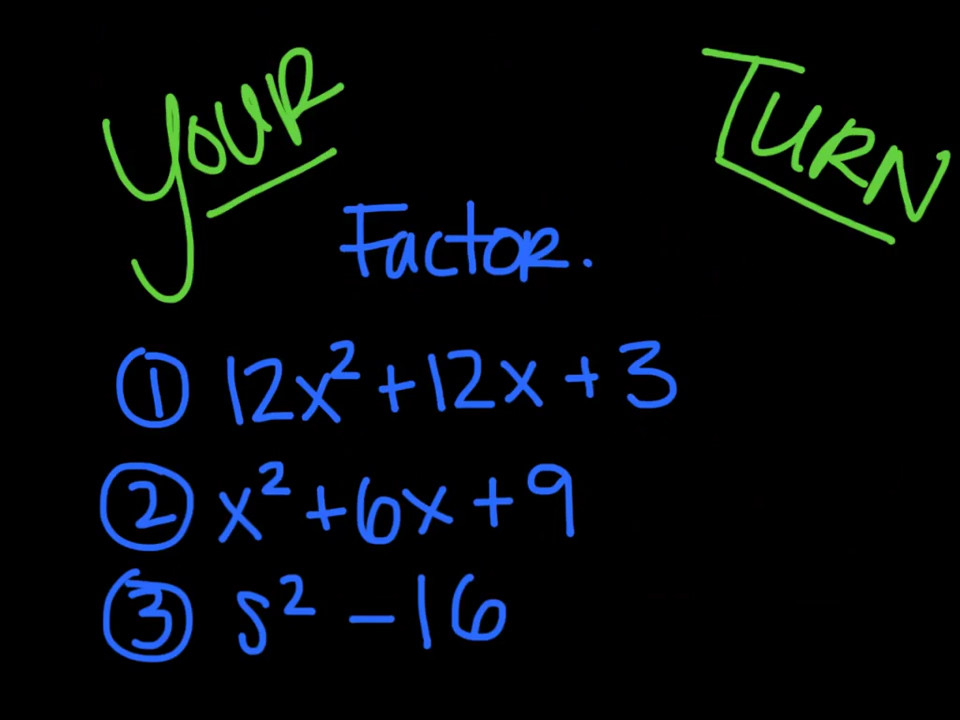 Your Turn
Factor.
① 12x² + 12x + 3
② x² + 6x + 9
③ s² - 16